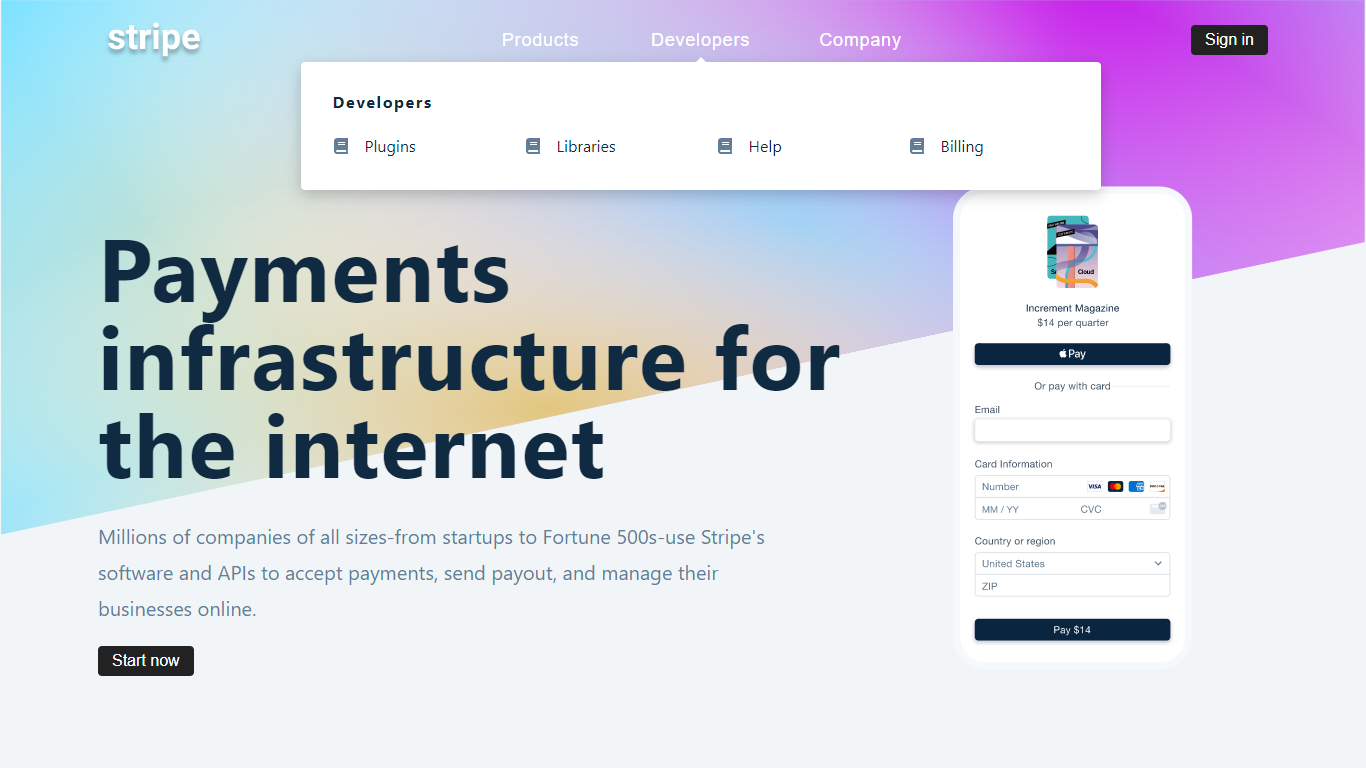 stripe
Products
Developers
Company
Sign in
Developers
Plugins
Libraries
Help
Billing
Payments
infrastructure for
the internet
Millions of companies of all sizes-from startups to Fortune 500s-use Stripe's
software and APIs to accept payments, send payout, and manage their
businesses online.
Start now
Cloud
Increment Magazine
$14 per quarter
Pay
Or pay with card
Email
Card Information
Number
VISA
MM / YY
CVC
Country or region
United States
ZIP
Pay $14